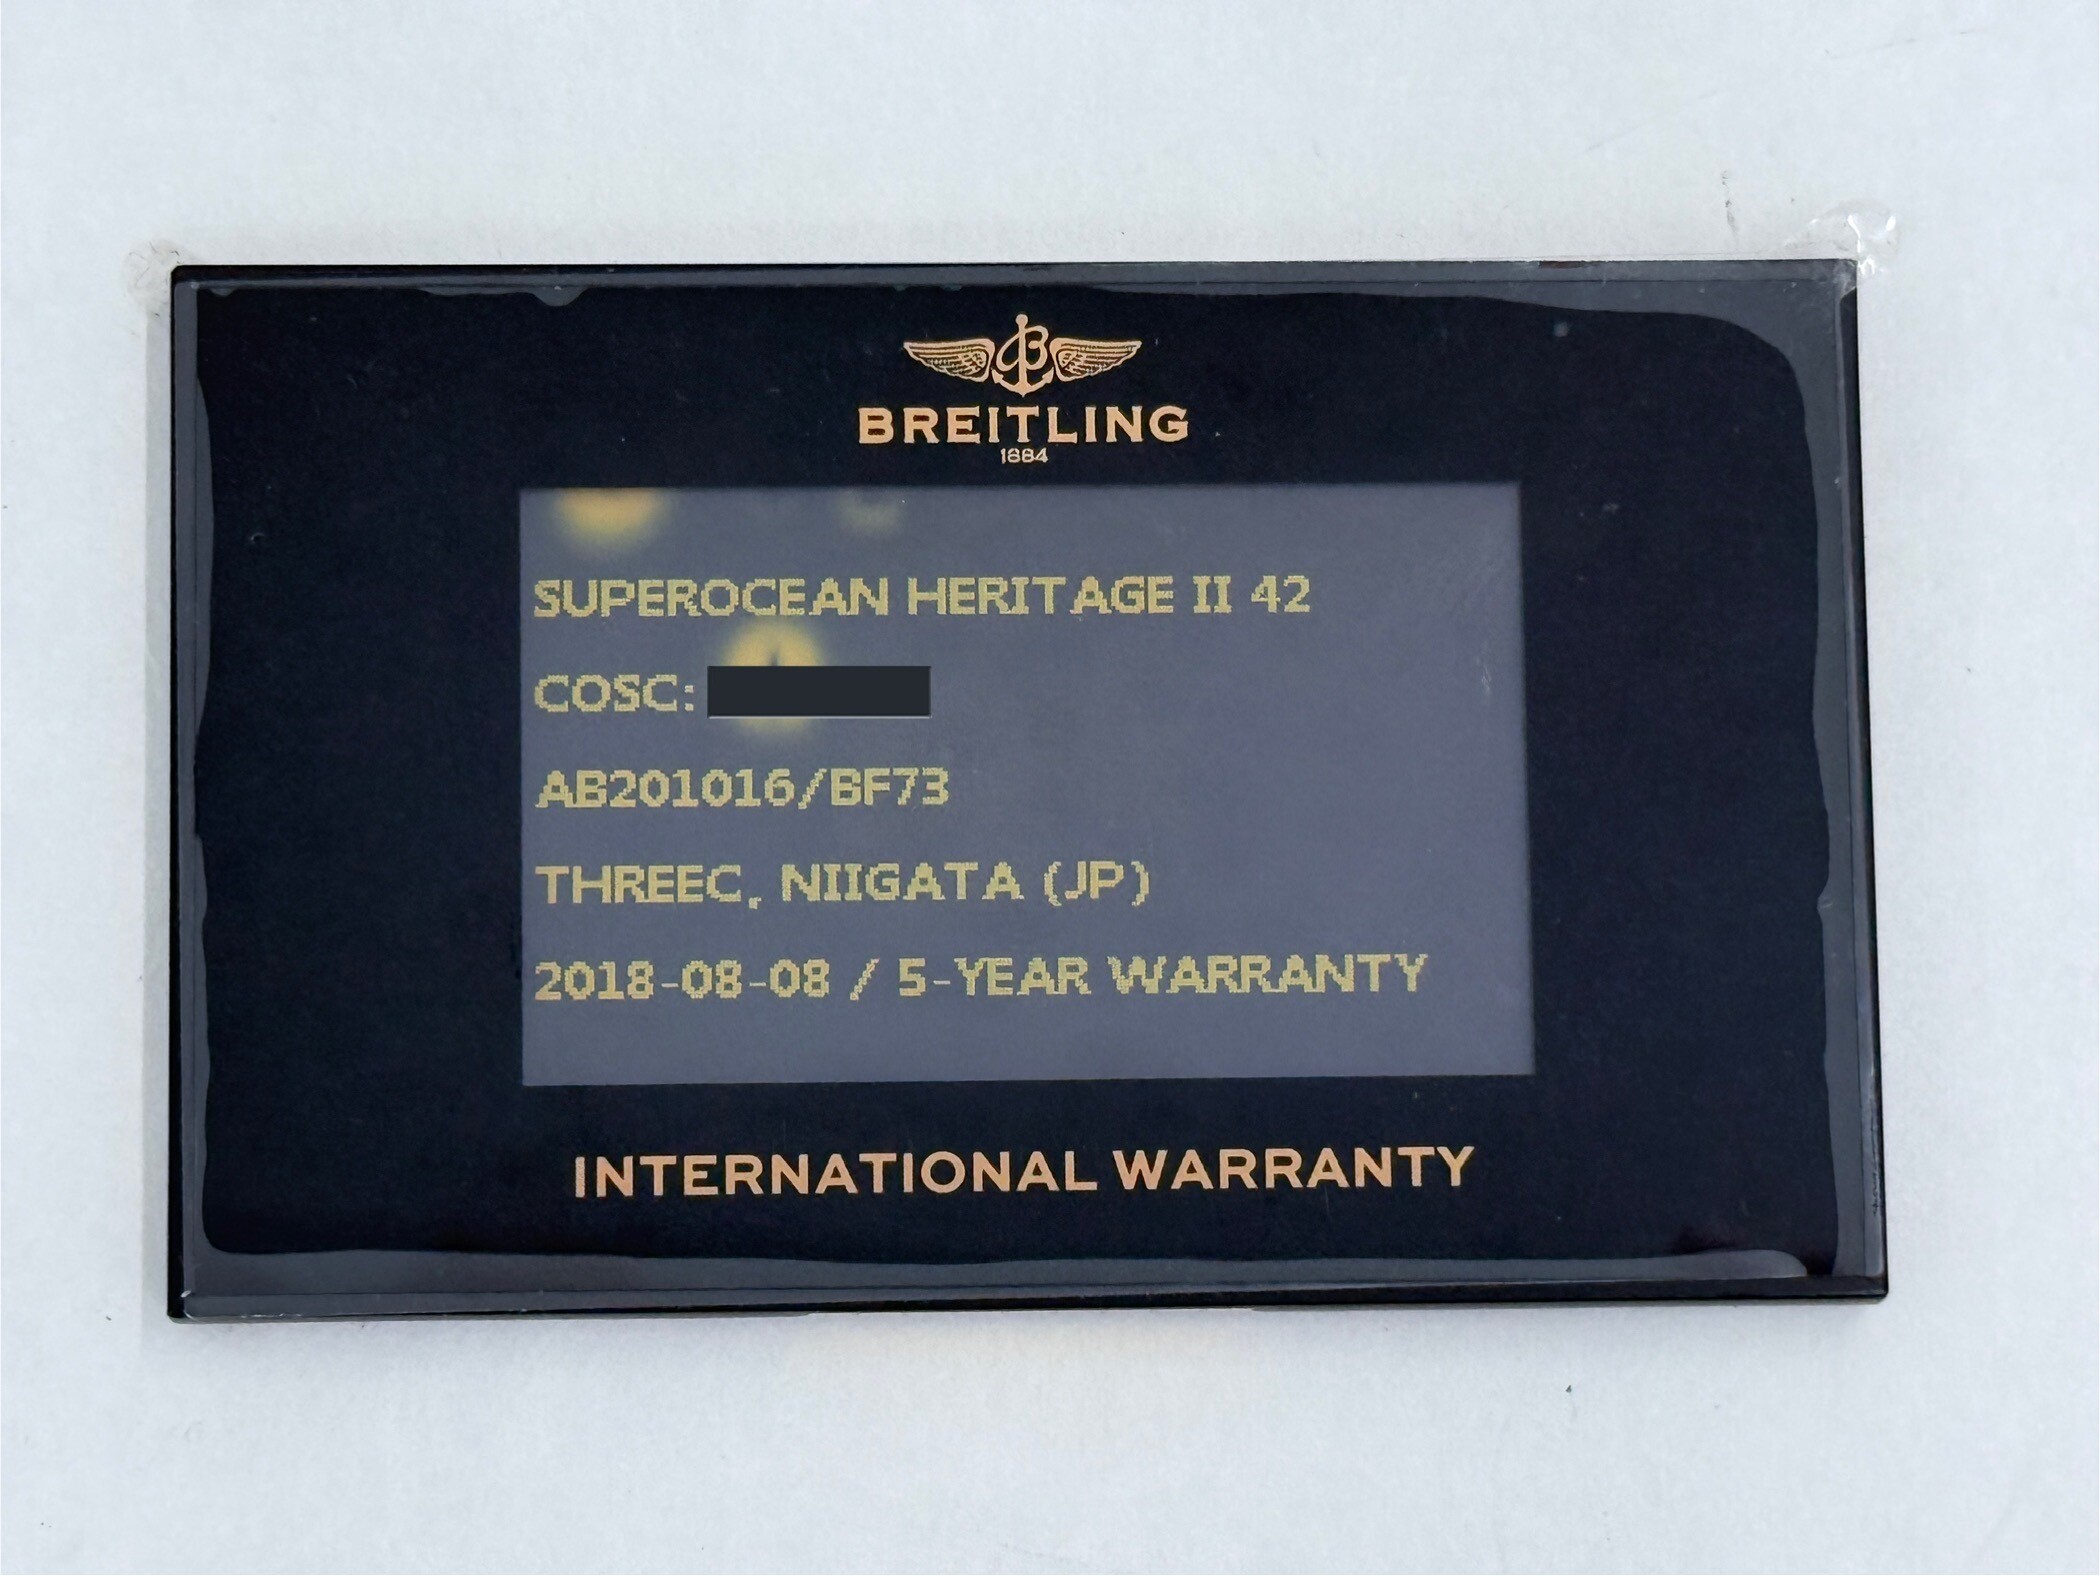 BREITLING
1884
SUPEROCEAN HERITAGE II 42
COSC:
AB201016/BF73
THREEC, NIIGATA (JP)
2018-08-08 / 5-YEAR WARRANTY
INTERNATIONAL WARRANTY